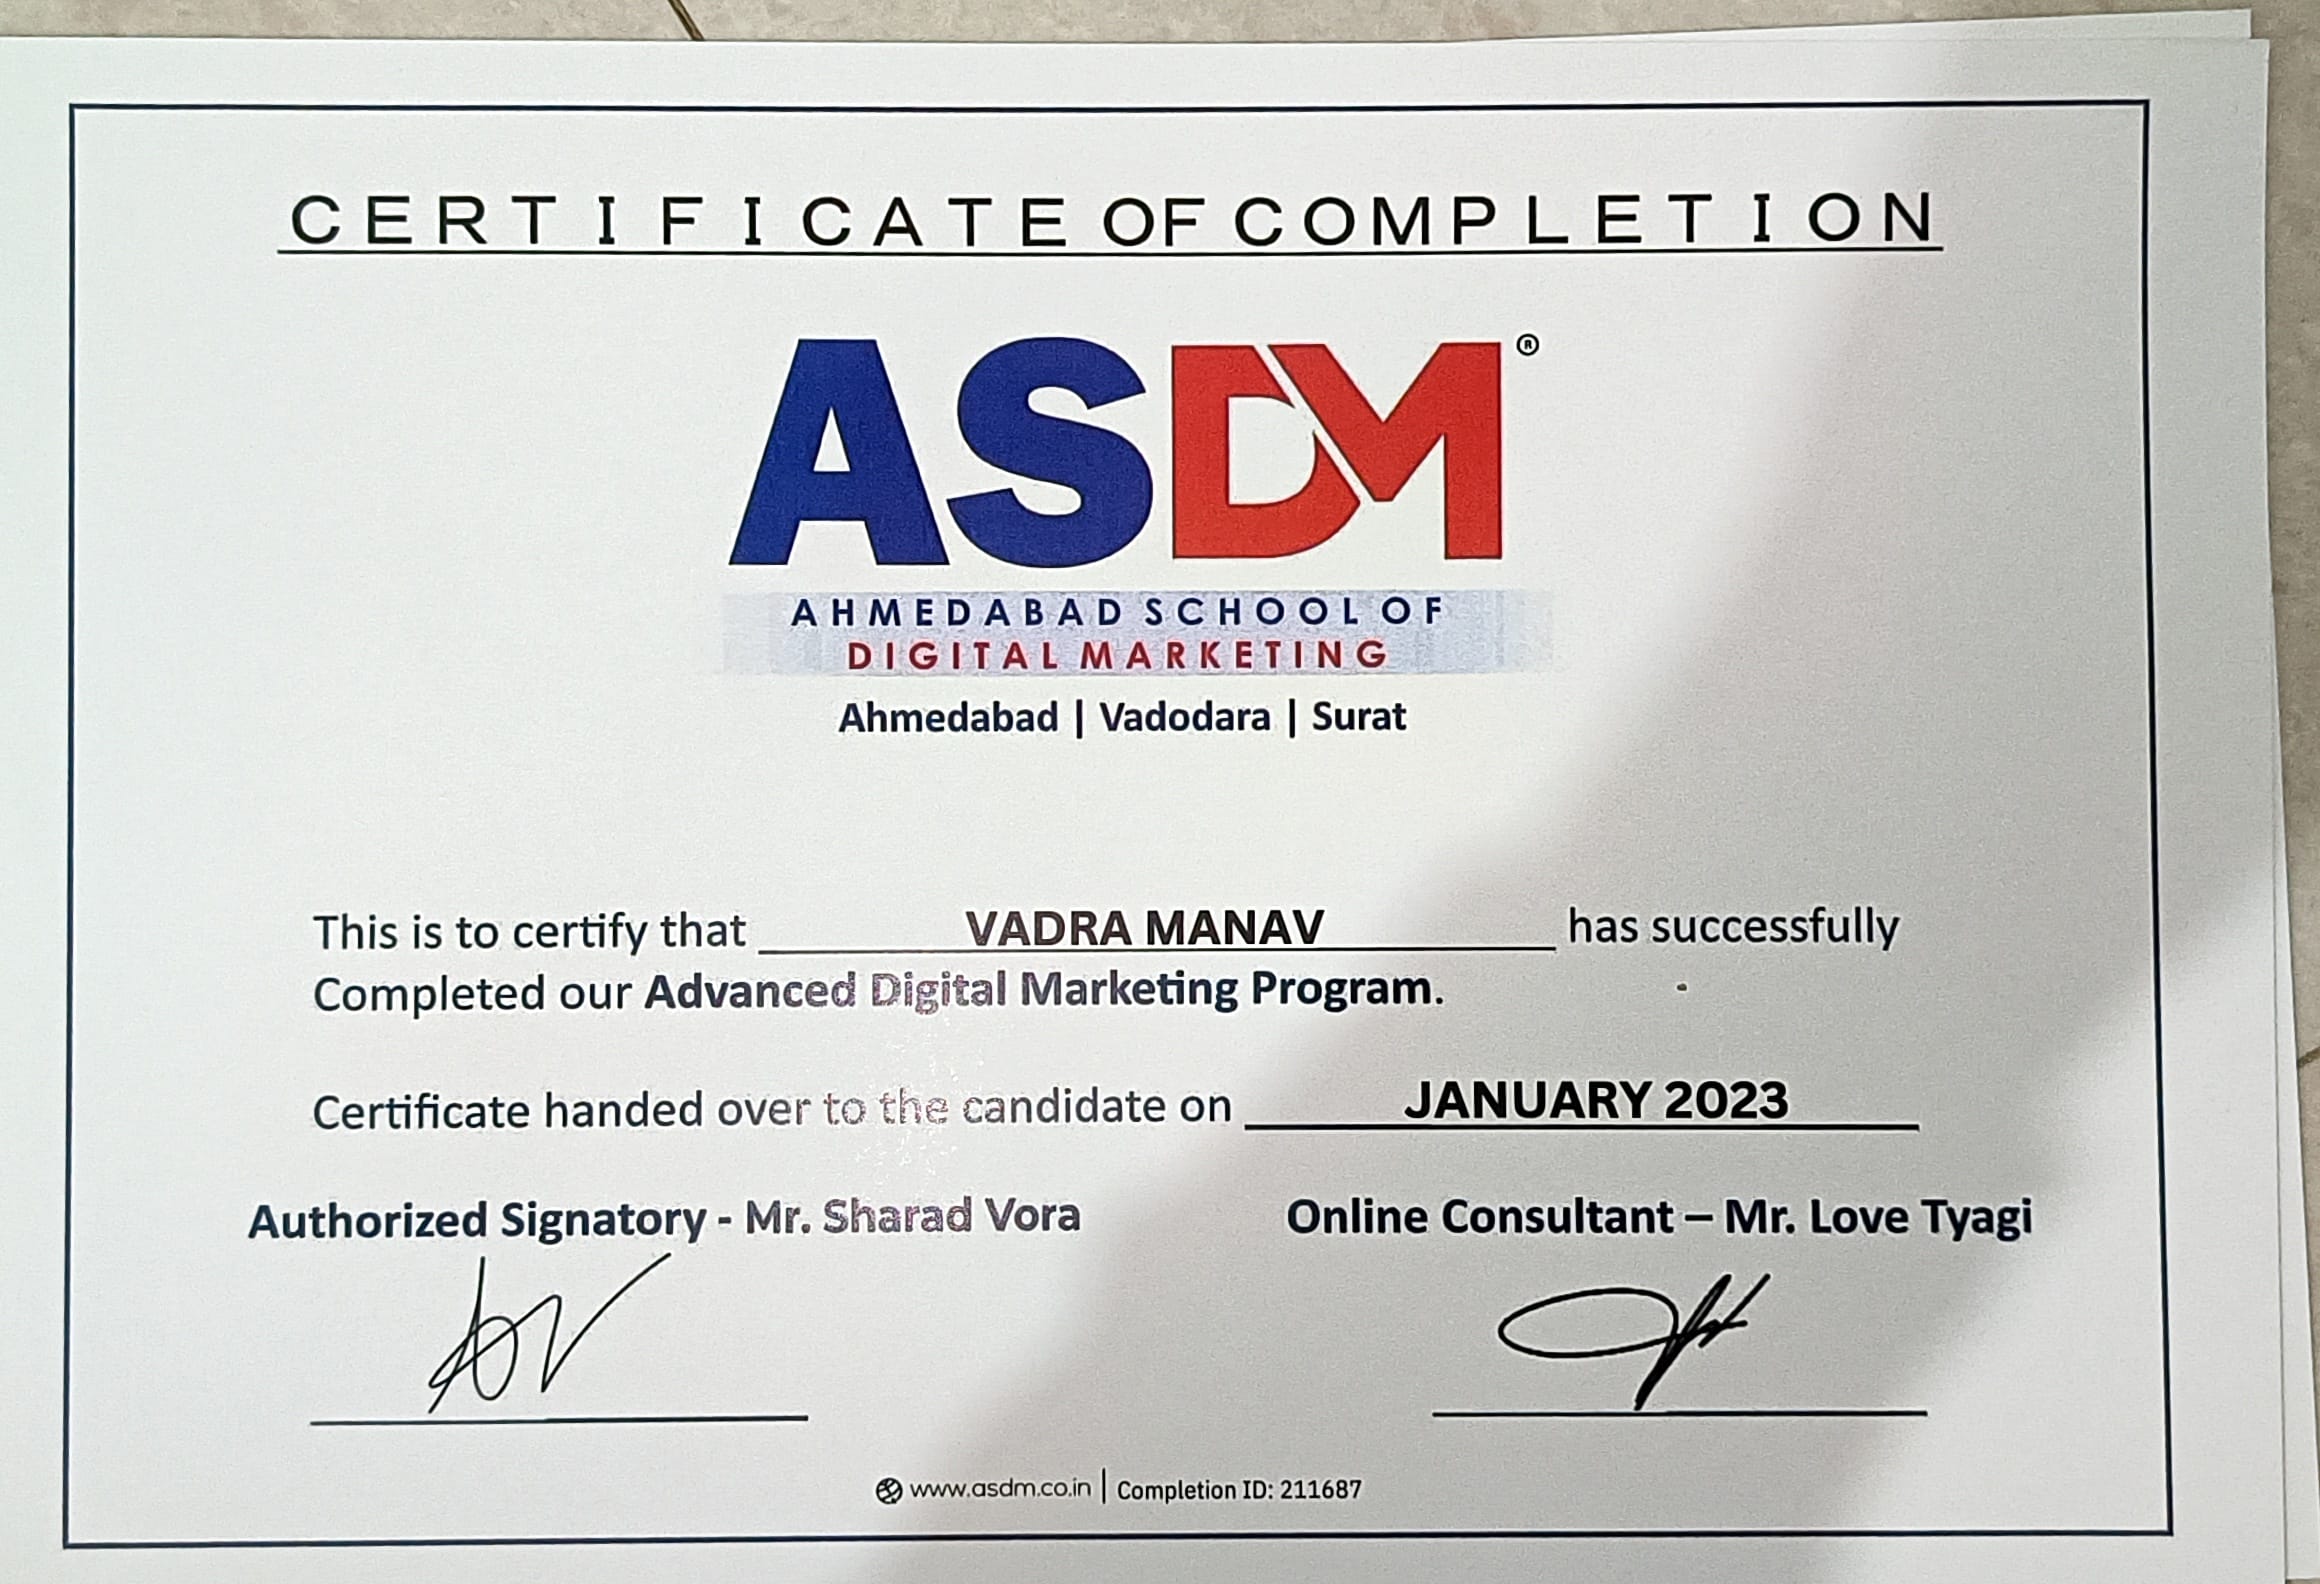 CERTIFICATE OF COMPLETION
ASDM®
AHMEDABAD SCHOOL OF
DIGITAL MARKETING
Ahmedabad | Vadodara | Surat
This is to certify that VADRA MANAV has successfully
Completed our Advanced Digital Marketing Program.
Certificate handed over to the candidate on JANUARY 2023
Authorized Signatory - Mr. Sharad Vora
Online Consultant – Mr. Love Tyagi
www.asdm.co.in | Completion ID: 211687